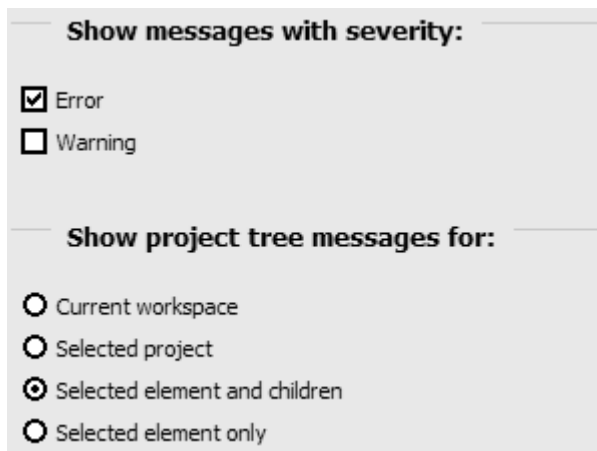 Show messages with severity:
Error
Warning
Show project tree messages for:
Current workspace
Selected project
Selected element and children
Selected element only